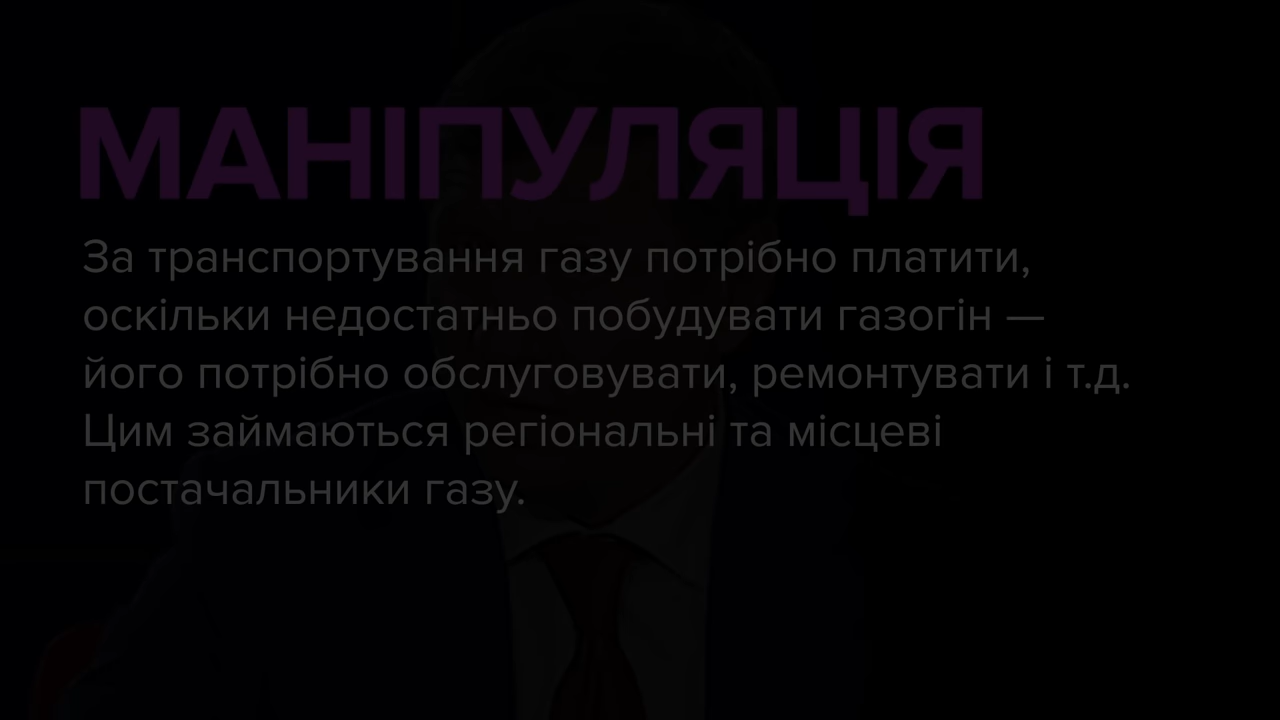 МАНІПУЛЯЦІЯ
За транспортування газу потрібно платити,
оскільки недостатньо побудувати газогін —
його потрібно обслуговувати, ремонтувати і т.д.
Цим займаються регіональні та місцеві
постачальники газу.